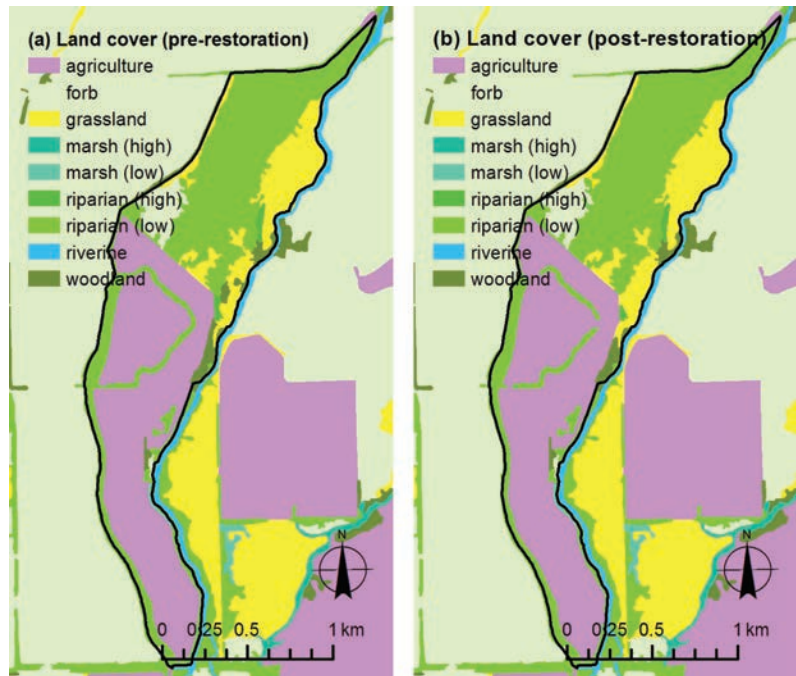 (a) Land cover (pre-restoration)
agriculture
forb
grassland
marsh (high)
marsh (low)
riparian (high)
riparian (low)
riverine
woodland
N
0 0.25 0.5 1 km
(b) Land cover (post-restoration)
agriculture
forb
grassland
marsh (high)
marsh (low)
riparian (high)
riparian (low)
riverine
woodland
N
0 0.25 0.5 1 km